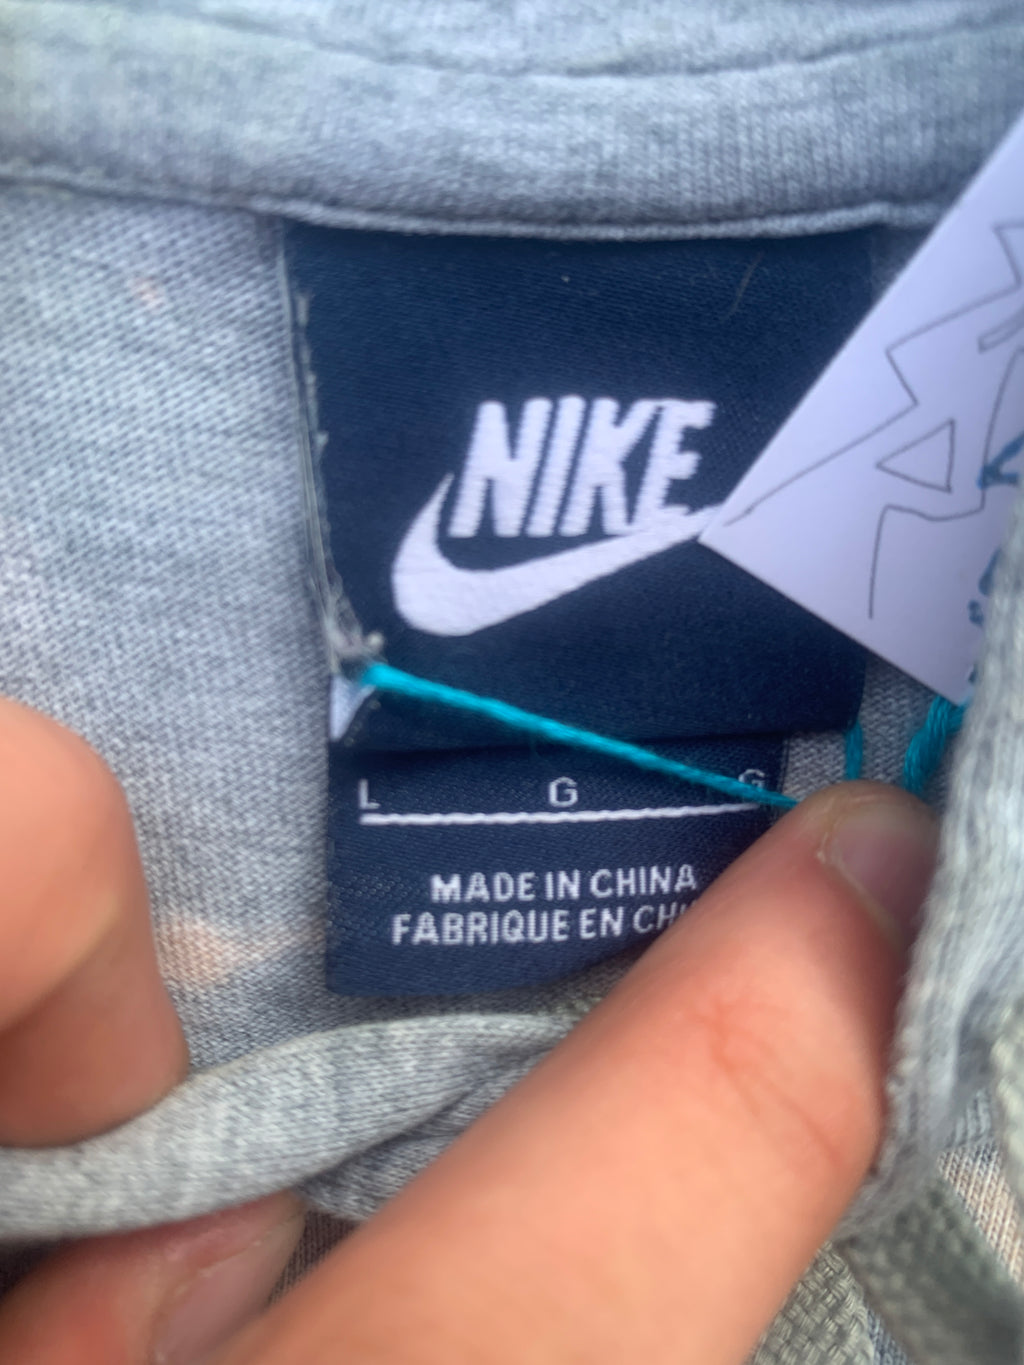 NIKE
L G G
MADE IN CHINA
FABRIQUE EN